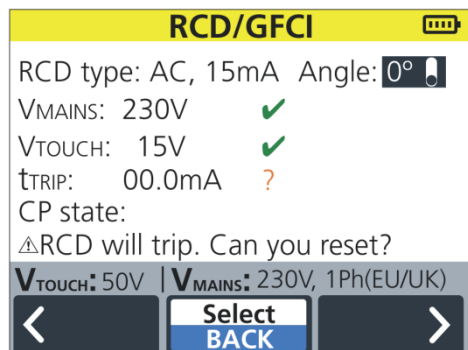 RCD/GFCI
RCD type: AC, 15mA Angle: 0°
VMAINS: 230V ✔
VTOUCH: 15V ✔
tTRIP: 00.0mA ?
CP state:
⚠RCD will trip. Can you reset?
VTOUCH: 50V | VMAINS: 230V, 1Ph(EU/UK)
< Select >
BACK